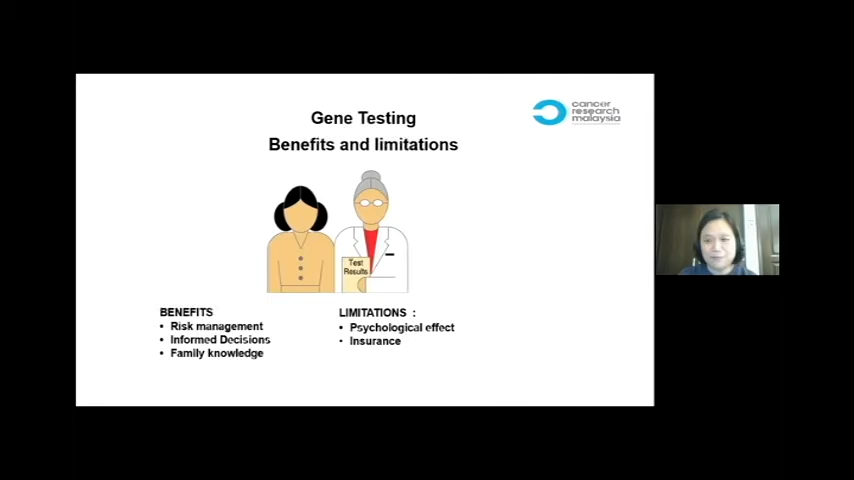 cancer
research
malaysia
Gene Testing
Benefits and limitations
Test
Results
BENEFITS
• Risk management
• Informed Decisions
• Family knowledge
LIMITATIONS :
• Psychological effect
• Insurance